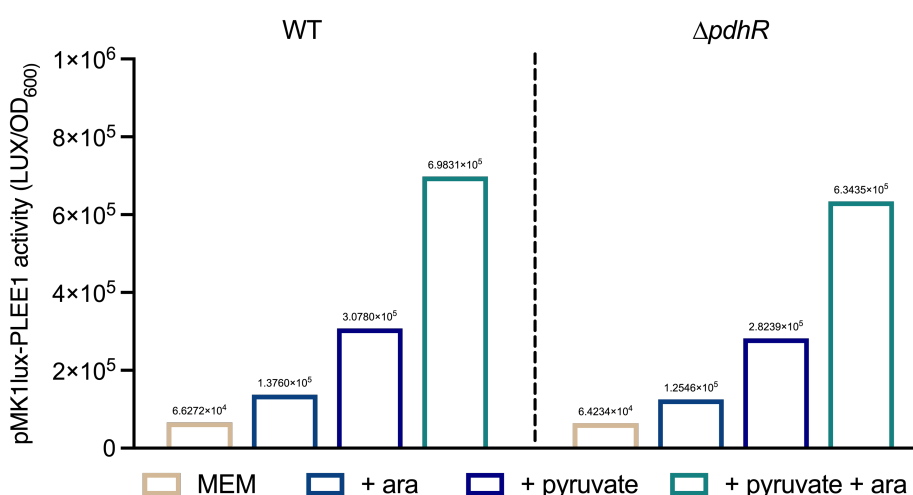 WT
ΔpdhR
pMK1lux-PLEE1 activity (LUX/OD600)
1×10⁶
8×10⁵
6×10⁵
4×10⁵
2×10⁵
0
6.6272×10⁴
1.3760×10⁵
3.0780×10⁵
6.9831×10⁵
6.4234×10⁴
1.2546×10⁵
2.8239×10⁵
6.3435×10⁵
MEM
+ ara
+ pyruvate
+ pyruvate + ara